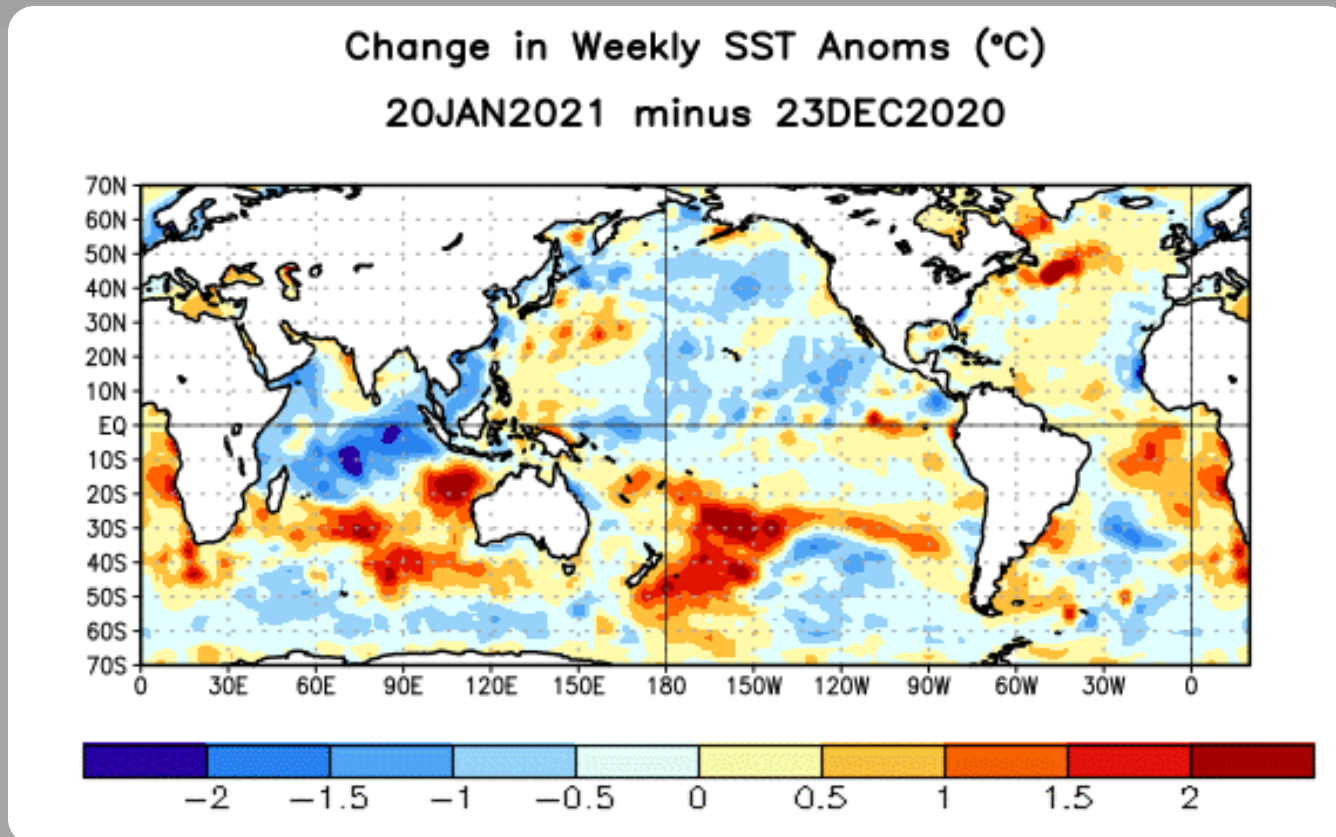 Change in Weekly SST Anoms (°C)
20JAN2021 minus 23DEC2020
70N
60N
50N
40N
30N
20N
10N
EQ
10S
20S
30S
40S
50S
60S
70S
0 30E 60E 90E 120E 150E 180 150W 120W 90W 60W 30W 0
−2 −1.5 −1 −0.5 0 0.5 1 1.5 2